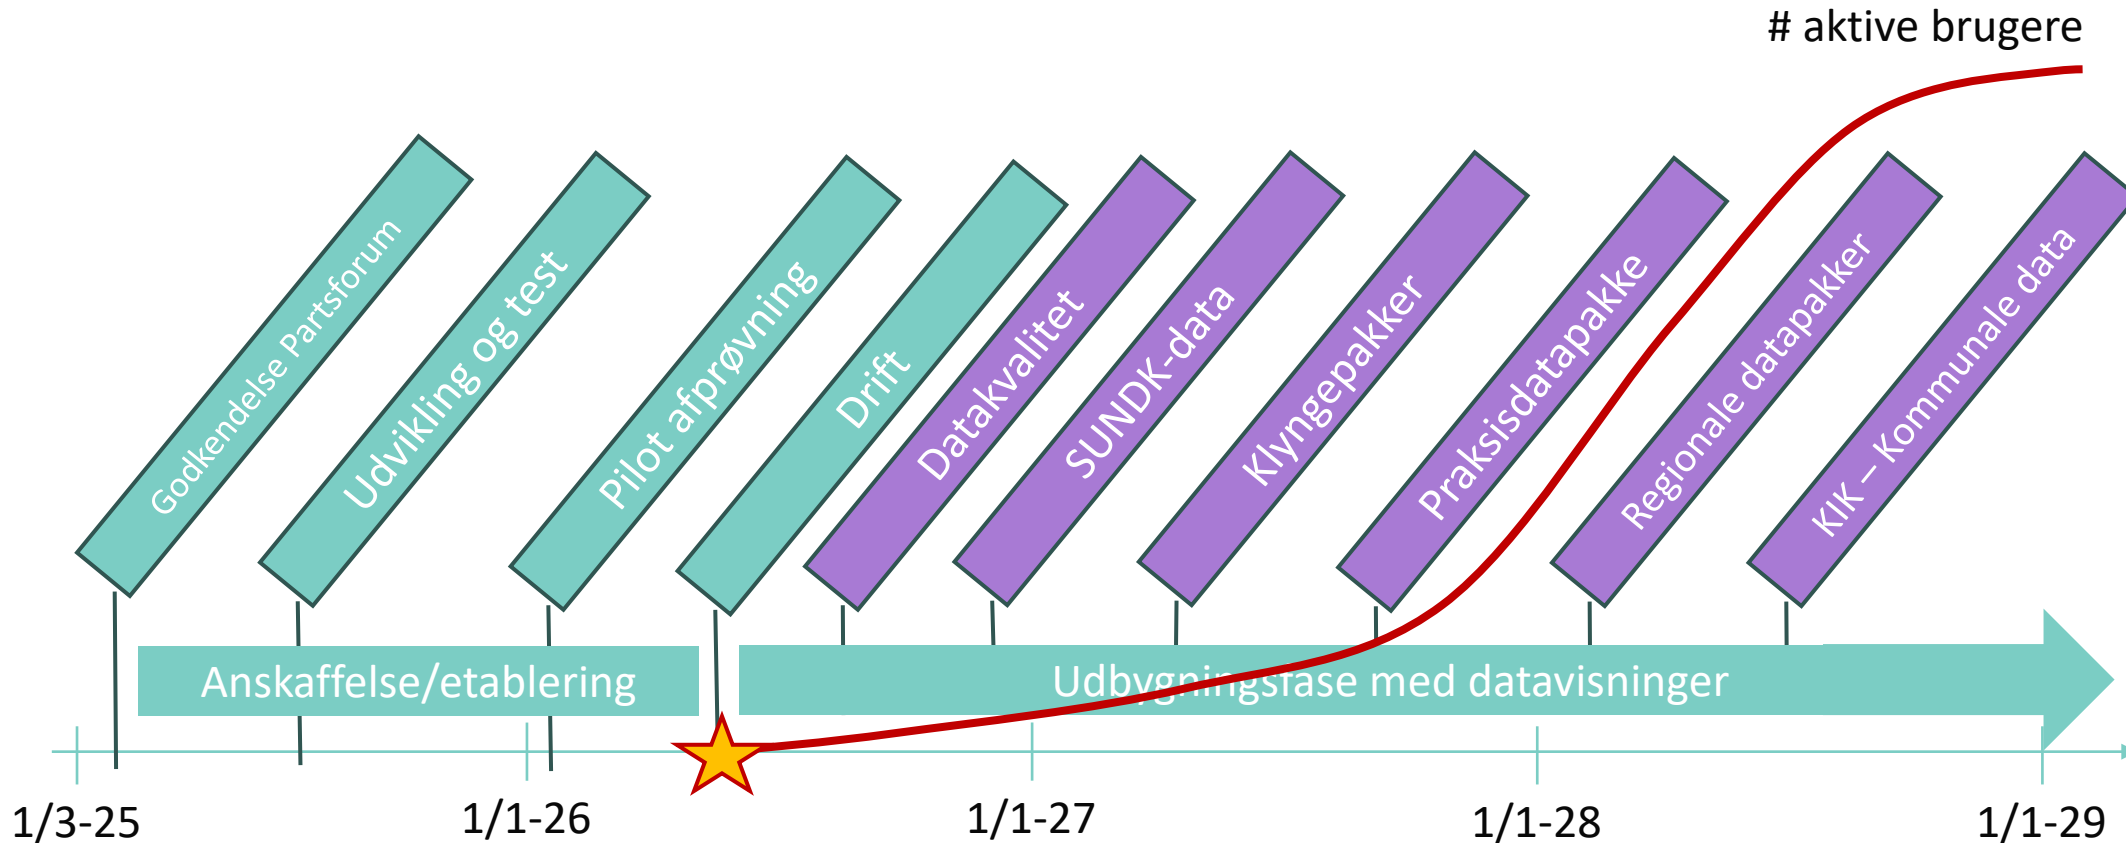 # aktive brugere
Godkendelse Partsforum
Udvikling og test
Pilot afprøvning
Drift
Datakvalitet
SUNDK-data
Klyngepakker
Praksisdatapakke
Regionale datapakker
KIK – Kommunale data
Anskaffelse/etablering
Udbygningsfase med datavisninger
1/3-25
1/1-26
1/1-27
1/1-28
1/1-29